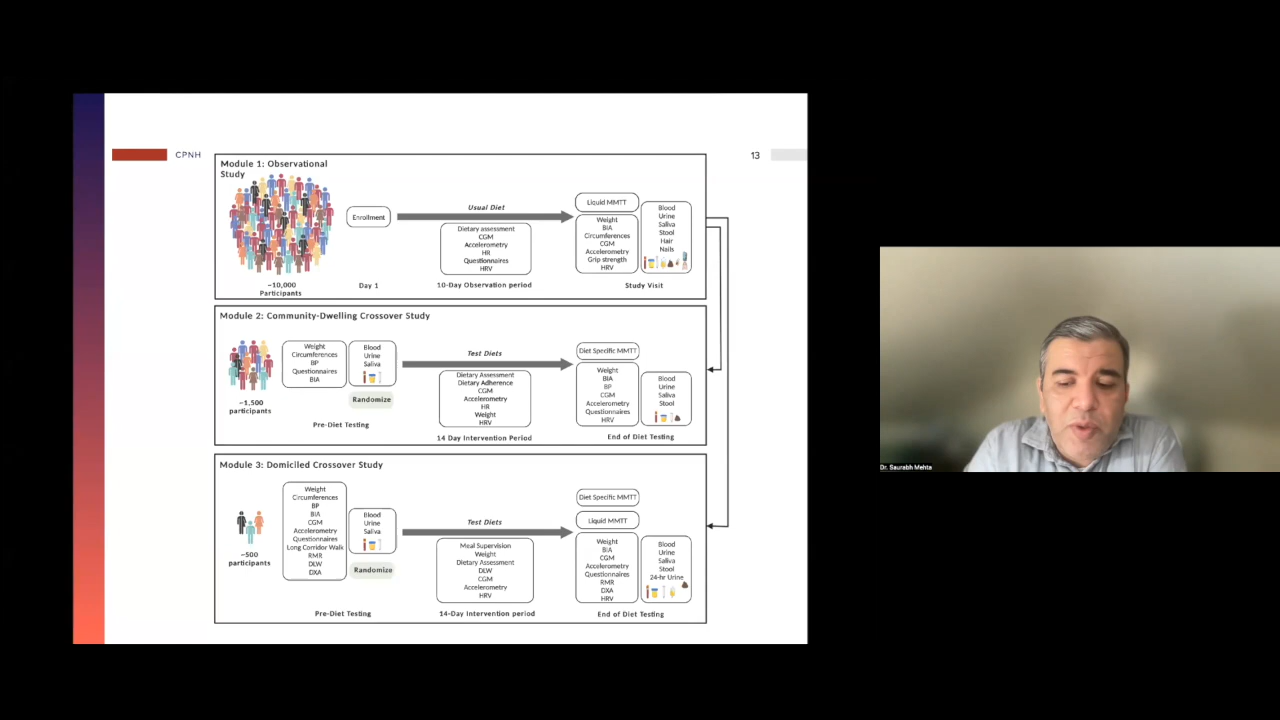 CPNH
13
Module 1: Observational
Study
~10,000
Participants
Enrollment
Day 1
Usual Diet
Dietary assessment
CGM
Accelerometry
HR
Questionnaires
HRV
10-Day Observation period
Liquid MMTT
Weight
BIA
Circumferences
CGM
Accelerometry
Grip strength
HRV
Blood
Urine
Saliva
Stool
Hair
Nails
Study Visit
Module 2: Community-Dwelling Crossover Study
~1,500
participants
Weight
Circumferences
BP
Questionnaires
BIA
Blood
Urine
Saliva
Randomize
Pre-Diet Testing
Test Diets
Dietary Assessment
Dietary Adherence
CGM
Accelerometry
HR
Weight
HRV
14 Day Intervention Period
Diet Specific MMTT
Weight
BIA
BP
CGM
Accelerometry
Questionnaires
HRV
Blood
Urine
Saliva
Stool
End of Diet Testing
Module 3: Domiciled Crossover Study
~500
participants
Weight
Circumferences
BP
BIA
CGM
Accelerometry
Questionnaires
Long Corridor Walk
RMR
DLW
DXA
Blood
Urine
Saliva
Randomize
Pre-Diet Testing
Test Diets
Meal Supervision
Weight
Dietary Assessment
DLW
CGM
Accelerometry
HRV
14-Day Intervention period
Diet Specific MMTT
Liquid MMTT
Weight
BIA
CGM
Accelerometry
Questionnaires
RMR
DXA
HRV
Blood
Urine
Saliva
Stool
24-hr Urine
End of Diet Testing
Dr. Saurabh Mehta